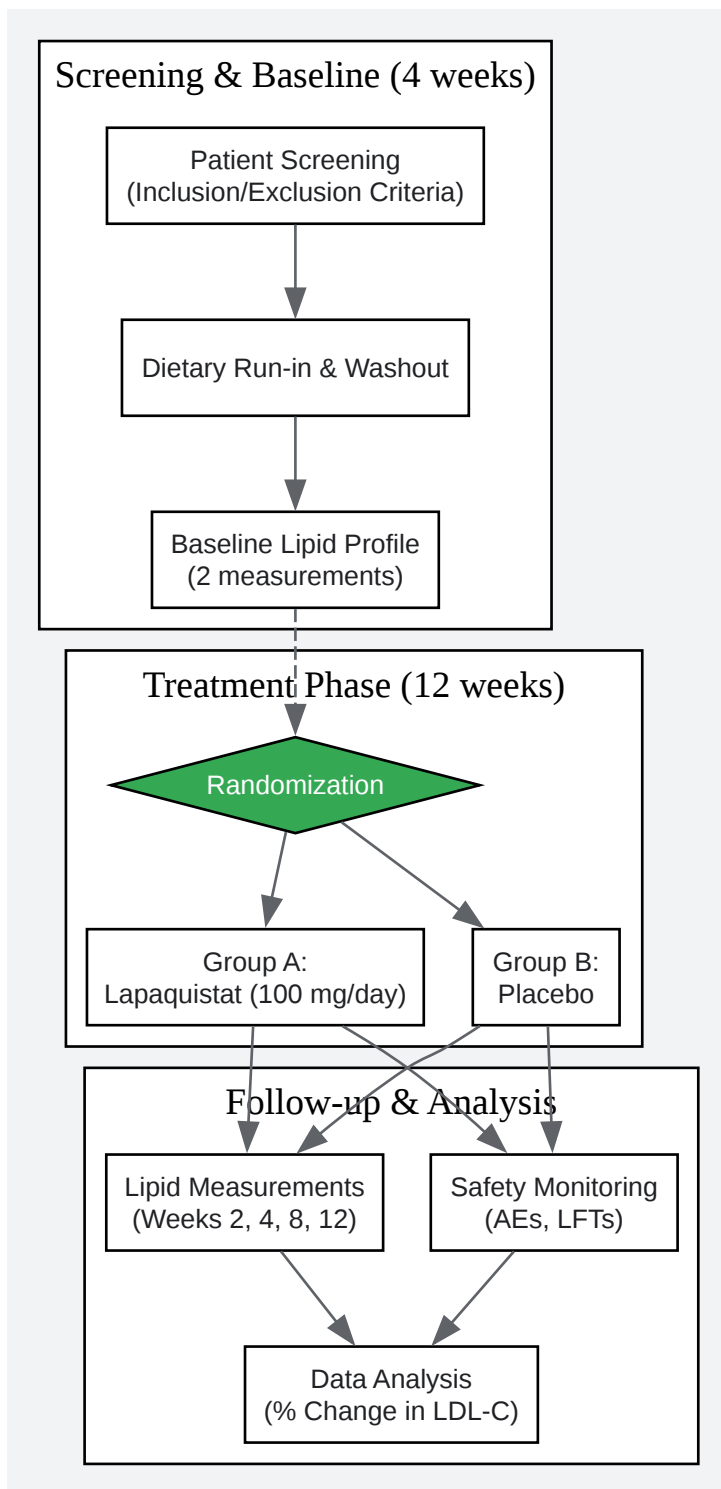 Screening & Baseline (4 weeks)
Patient Screening
(Inclusion/Exclusion Criteria)
Dietary Run-in & Washout
Baseline Lipid Profile
(2 measurements)
Treatment Phase (12 weeks)
Randomization
Group A:
Lapaquistat (100 mg/day)
Group B:
Placebo
Follow-up & Analysis
Lipid Measurements
(Weeks 2, 4, 8, 12)
Safety Monitoring
(AEs, LFTs)
Data Analysis
(% Change in LDL-C)